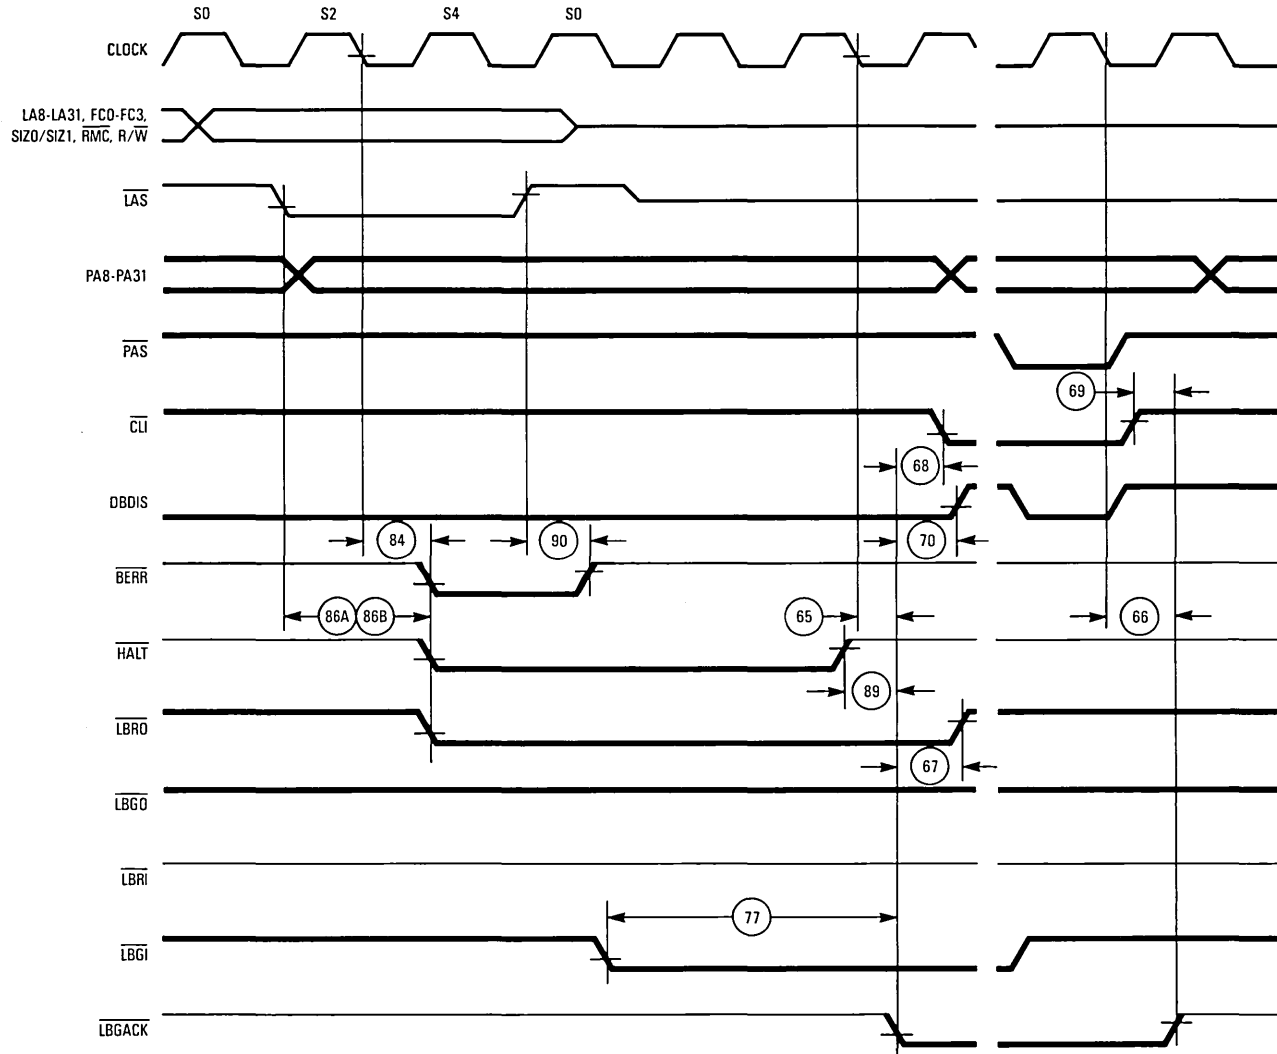 S0 S2 S4 S0
CLOCK
LA8-LA31, FC0-FC3,
SIZ0/SIZ1, RMC, R/W
LAS
PA8-PA31
PAS
69
CLI
68
DBDIS
84 90 70
BERR
86A 86B 65 66
HALT
89
LBRO
67
LBGO
LBRI
77
LBGI
LBGACK